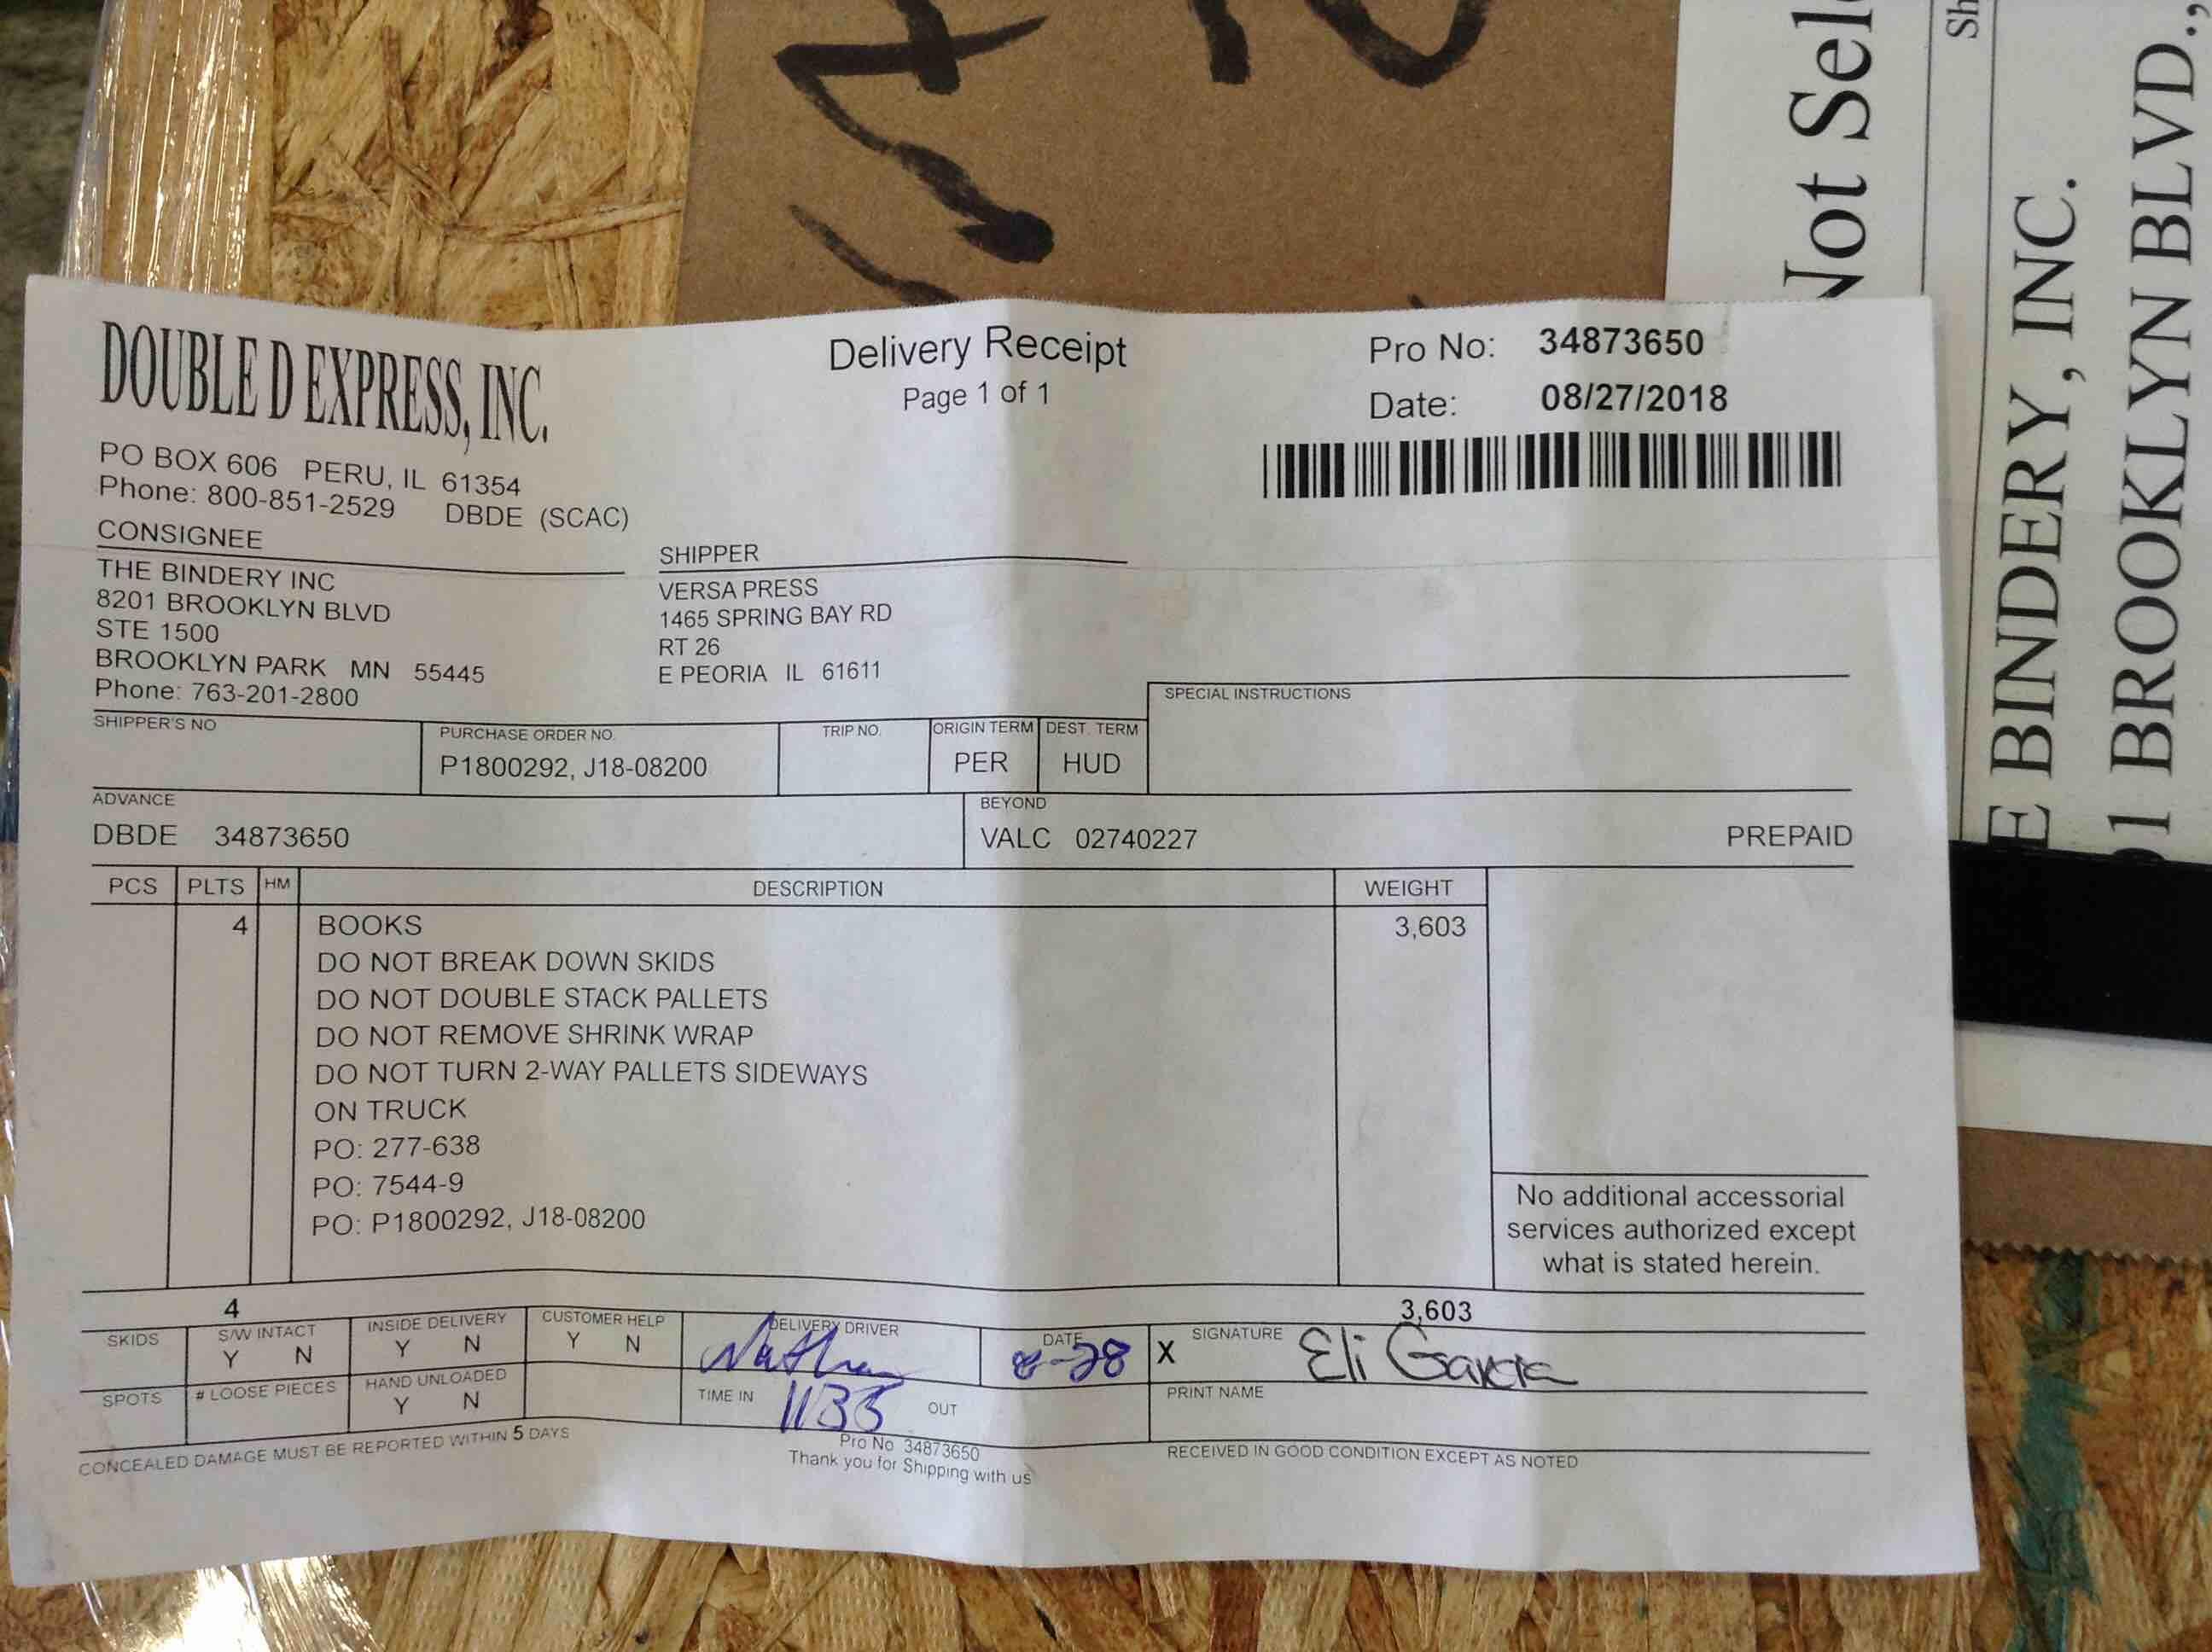 Not Sel
Sh
E BINDERY, INC.
01 BROOKLYN BLVD.,
DOUBLE D EXPRESS, INC.
PO BOX 606 PERU, IL 61354
Phone: 800-851-2529 DBDE (SCAC)
Delivery Receipt
Page 1 of 1
Pro No: 34873650
Date: 08/27/2018
CONSIGNEE
THE BINDERY INC
8201 BROOKLYN BLVD
STE 1500
BROOKLYN PARK MN 55445
Phone: 763-201-2800
SHIPPER
VERSA PRESS
1465 SPRING BAY RD
RT 26
E PEORIA IL 61611
SPECIAL INSTRUCTIONS
SHIPPER'S NO
PURCHASE ORDER NO.
P1800292, J18-08200
TRIP NO.
ORIGIN TERM
PER
DEST. TERM
HUD
ADVANCE
DBDE 34873650
BEYOND
VALC 02740227
PREPAID
PCS PLTS HM DESCRIPTION WEIGHT
4 BOOKS 3,603
DO NOT BREAK DOWN SKIDS
DO NOT DOUBLE STACK PALLETS
DO NOT REMOVE SHRINK WRAP
DO NOT TURN 2-WAY PALLETS SIDEWAYS
ON TRUCK
PO: 277-638
PO: 7544-9
PO: P1800292, J18-08200
No additional accessorial
services authorized except
what is stated herein.
4 3,603
SKIDS
S/W INTACT
Y N
INSIDE DELIVERY
Y N
CUSTOMER HELP
Y N
DELIVERY DRIVER
Nathan
DATE
8-28
X SIGNATURE Eli Garcia
SPOTS
# LOOSE PIECES
HAND UNLOADED
Y N
TIME IN 1135 OUT
PRINT NAME
CONCEALED DAMAGE MUST BE REPORTED WITHIN 5 DAYS
Pro No 34873650
Thank you for Shipping with us
RECEIVED IN GOOD CONDITION EXCEPT AS NOTED